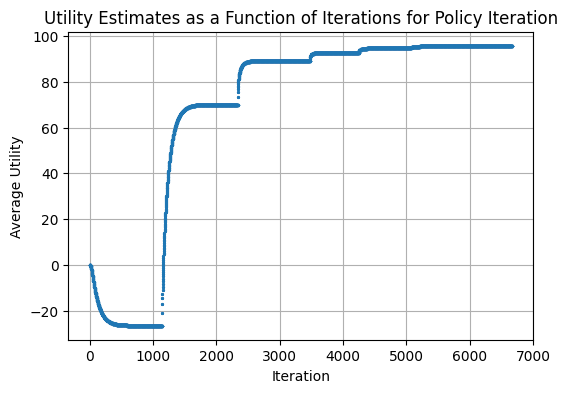 Utility Estimates as a Function of Iterations for Policy Iteration
100
80
60
40
20
0
−20
Average Utility
0 1000 2000 3000 4000 5000 6000 7000
Iteration